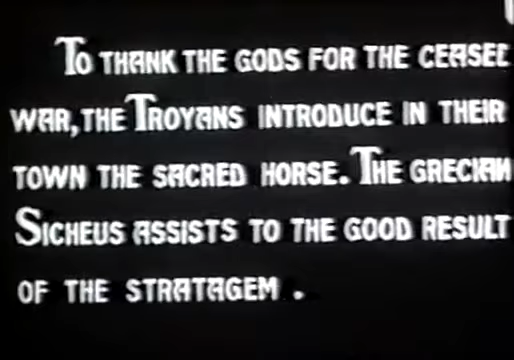 To thank the gods for the ceased
war, the Troyans introduce in their
town the sacred horse. The Grecian
Sicheus assists to the good result
of the stratagem.